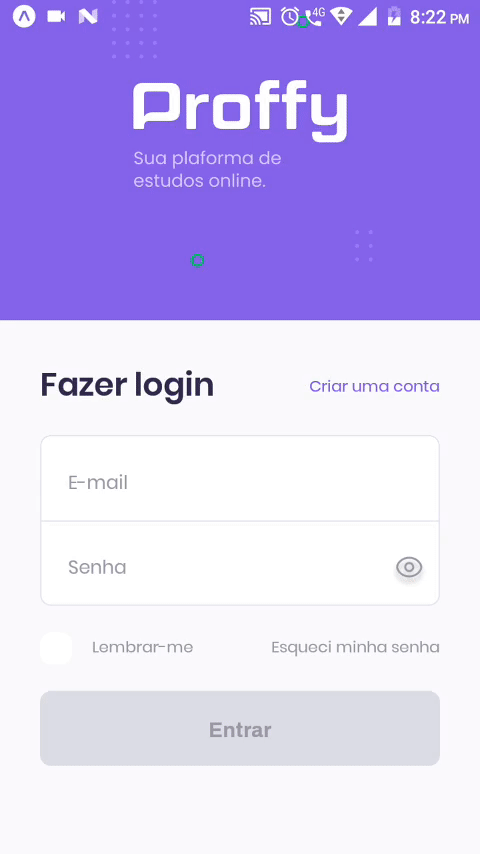 4G
8:22 PM
Proffy
Sua plaforma de
estudos online.
Fazer login
Criar uma conta
E-mail
Senha
Lembrar-me
Esqueci minha senha
Entrar